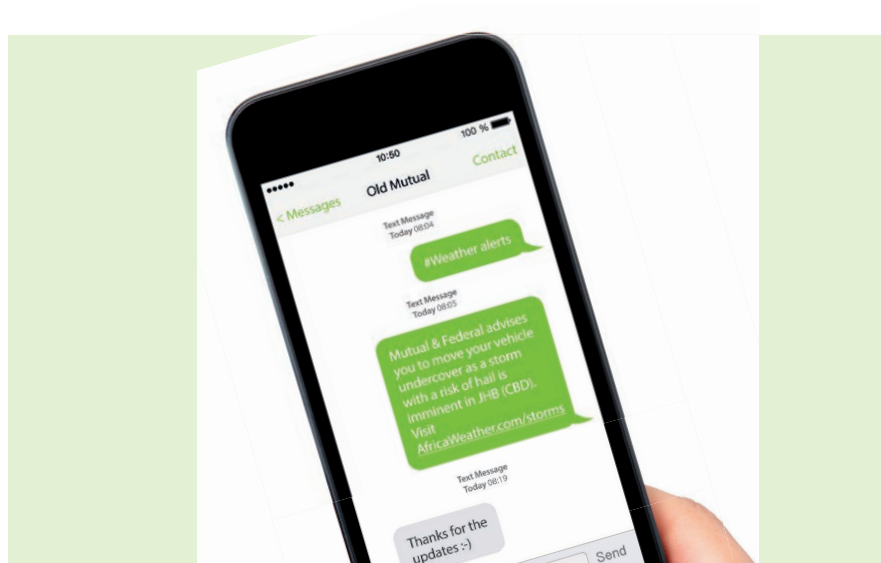 100 %
10:50
< Messages
Old Mutual
Contact
Text Message
Today 08:04
#Weather alerts
Text Message
Today 08:05
Mutual & Federal advises
you to move your vehicle
undercover as a storm
with a risk of hail is
imminent in JHB (CBD).
Visit
AfricaWeather.com/storms
Text Message
Today 08:19
Thanks for the
updates :-)
Send